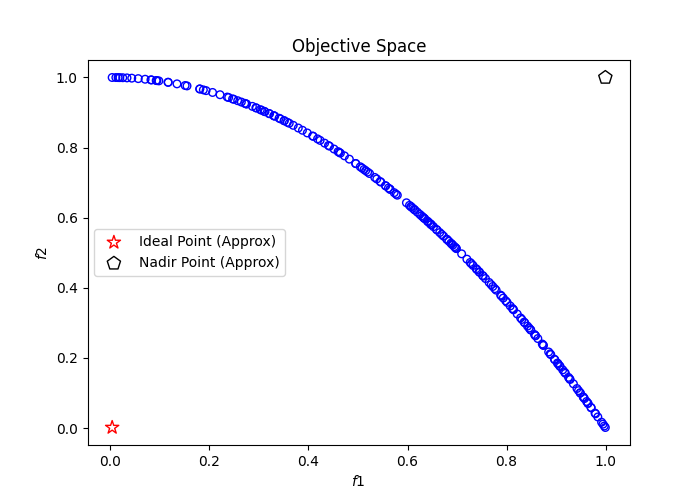 Objective Space
1.0
0.8
0.6
0.4
0.2
0.0
f2
Ideal Point (Approx)
Nadir Point (Approx)
0.0 0.2 0.4 0.6 0.8 1.0
f1